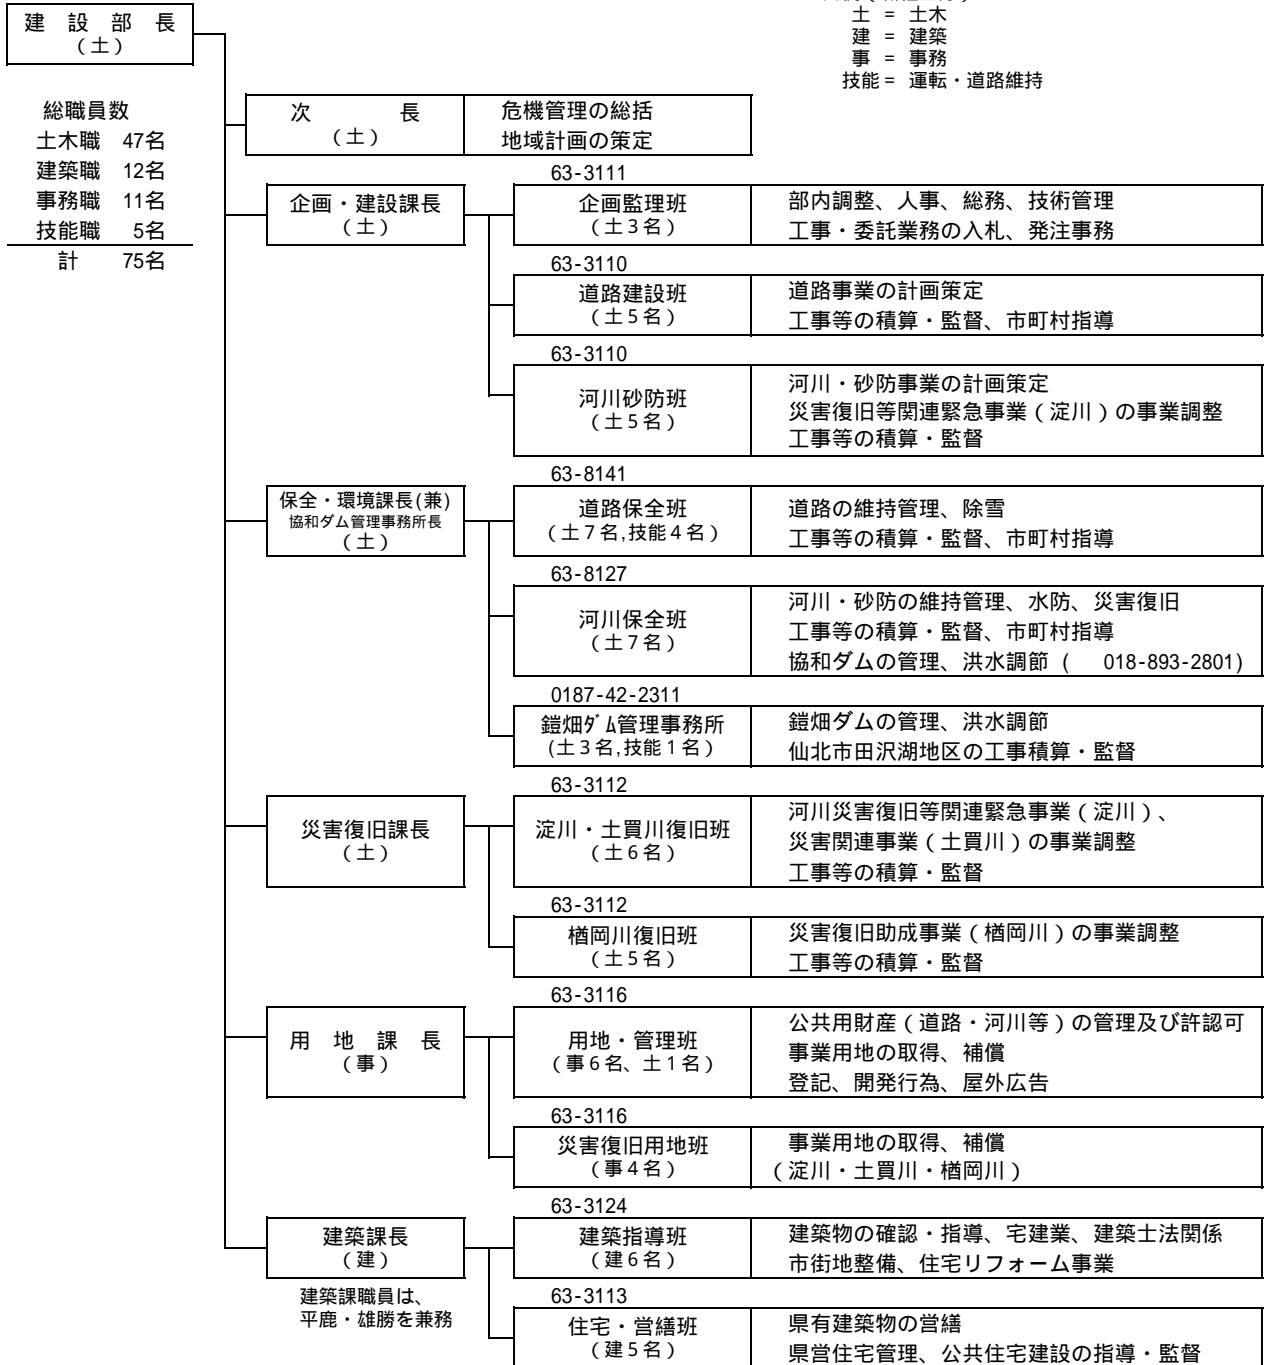 建設部長
(土)
土 = 土木
建 = 建築
事 = 事務
技能 = 運転・道路維持
総職員数
土木職 47名
建築職 12名
事務職 11名
技能職 5名
計 75名
次長
(土)
危機管理の総括
地域計画の策定
企画・建設課長
(土)
63-3111
企画監理班
(土3名)
部内調整、人事、総務、技術管理
工事・委託業務の入札、発注事務
63-3110
道路建設班
(土5名)
道路事業の計画策定
工事等の積算・監督、市町村指導
63-3110
河川砂防班
(土5名)
河川・砂防事業の計画策定
災害復旧等関連緊急事業(淀川)の事業調整
工事等の積算・監督
保全・環境課長(兼)
協和ダム管理事務所長
(土)
63-8141
道路保全班
(土7名,技能4名)
道路の維持管理、除雪
工事等の積算・監督、市町村指導
63-8127
河川保全班
(土7名)
河川・砂防の維持管理、水防、災害復旧
工事等の積算・監督、市町村指導
協和ダムの管理、洪水調節 ( 018-893-2801)
0187-42-2311
鎧畑ダム管理事務所
(土3名,技能1名)
鎧畑ダムの管理、洪水調節
仙北市田沢湖地区の工事積算・監督
災害復旧課長
(土)
63-3112
淀川・土買川復旧班
(土6名)
河川災害復旧等関連緊急事業(淀川)、
災害関連事業(土買川)の事業調整
工事等の積算・監督
63-3112
楢岡川復旧班
(土5名)
災害復旧助成事業(楢岡川)の事業調整
工事等の積算・監督
用地課長
(事)
63-3116
用地・管理班
(事6名、土1名)
公共用財産(道路・河川等)の管理及び許認可
事業用地の取得、補償
登記、開発行為、屋外広告
63-3116
災害復旧用地班
(事4名)
事業用地の取得、補償
(淀川・土買川・楢岡川)
建築課長
(建)
建築課職員は、
平鹿・雄勝を兼務
63-3124
建築指導班
(建6名)
建築物の確認・指導、宅建業、建築士法関係
市街地整備、住宅リフォーム事業
63-3113
住宅・営繕班
(建5名)
県有建築物の営繕
県営住宅管理、公共住宅建設の指導・監督